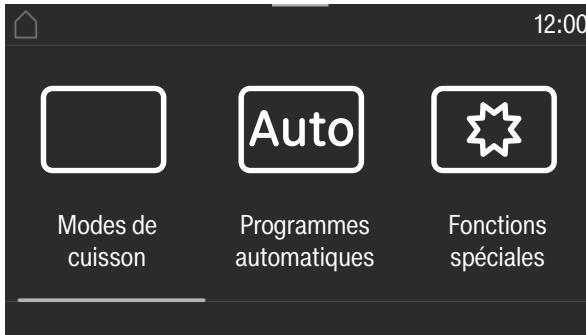 12:00
Auto
Modes de
cuisson
Programmes
automatiques
Fonctions
spéciales